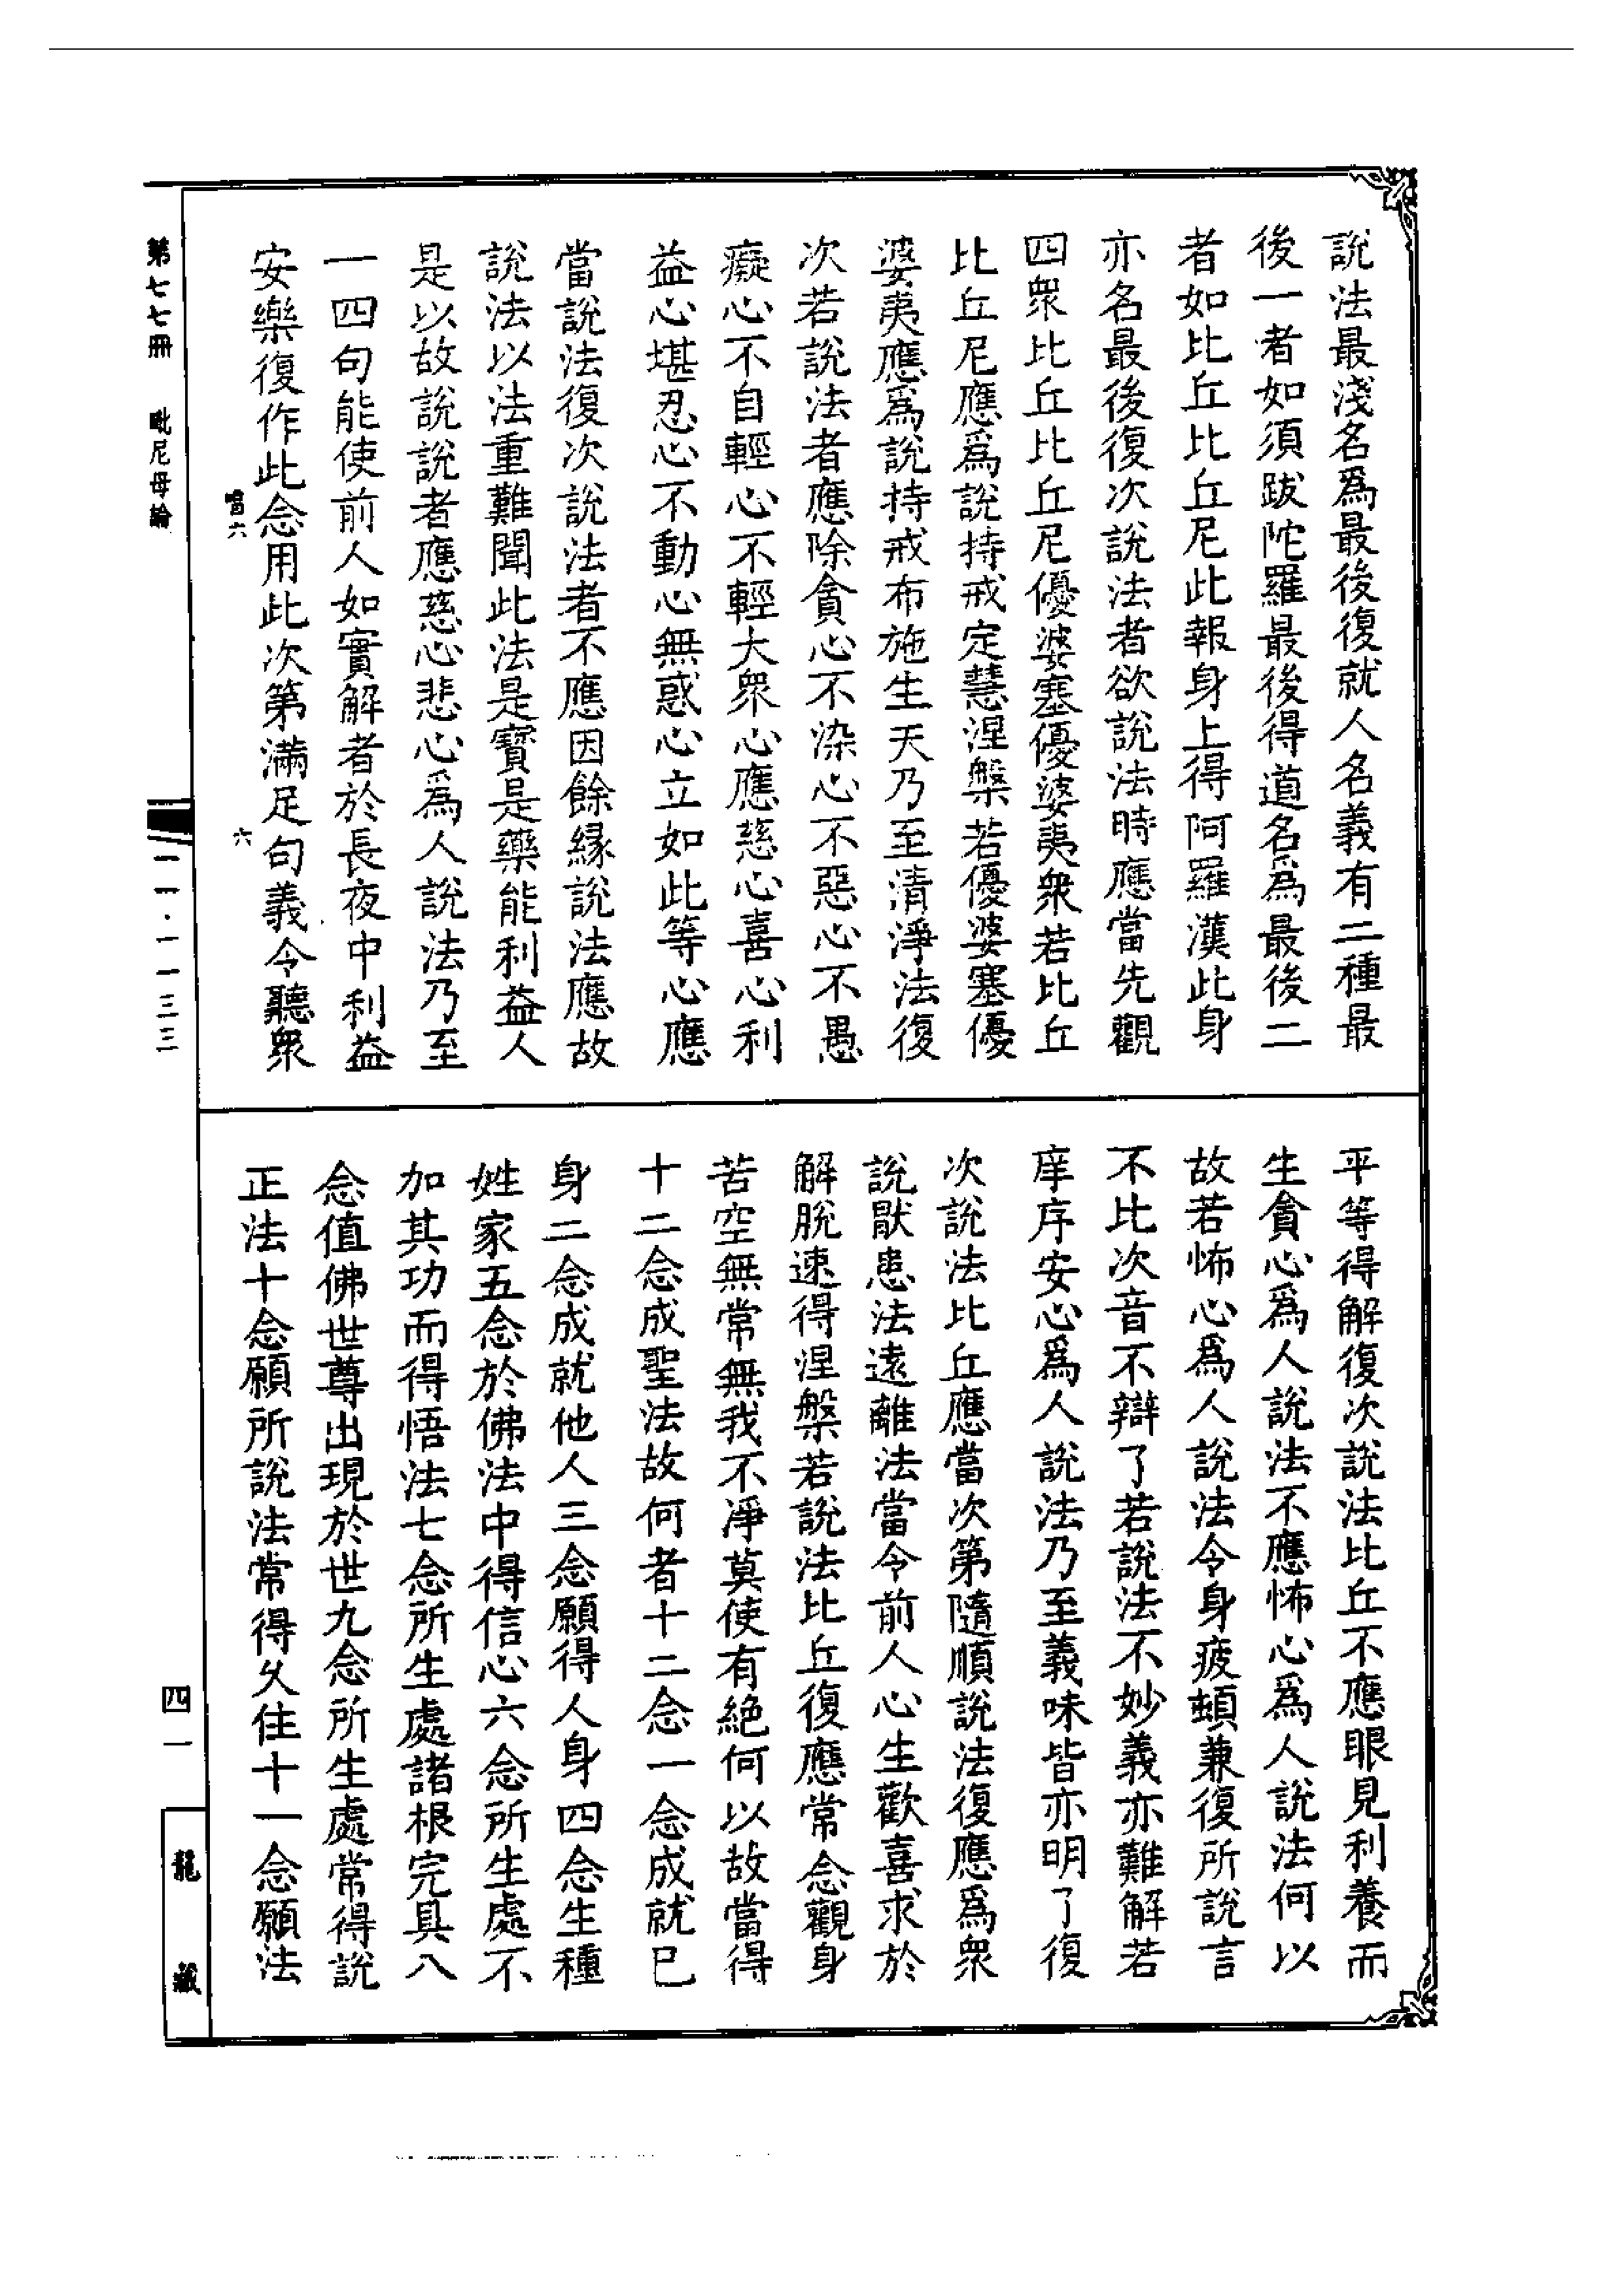 說法最淺名爲最後復就人名義有二種最
後一者如須跋陀羅最後得道名爲最後二
者如比丘比丘尼此報身上得阿羅漢此身
亦名最後復次說法者欲說法時應當先觀
四衆比丘比丘尼優婆塞優婆夷衆若比丘
比丘尼應爲說持戒定慧涅槃若優婆塞優
婆夷應爲說持戒布施生天乃至清淨法復
次若說法者應除貪心不染心不惡心不愚
癡心不自輕心不輕大衆心應慈心喜心利
益心堪忍心不動心無惑心立如此等心應
當說法復次說法者不應因餘緣說法應故
說法以法重難聞此法是寶是藥能利益人
是以故說說者應慈心悲心爲人說法乃至
一四句能使前人如實解者於長夜中利益
安樂復作此念用此次第滿足句義令聽衆
平等得解復次說法比丘不應眼見利養而
生貪心爲人說法不應怖心爲人說法何以
故若怖心爲人說法令身疲頓兼復所說言
不比次音不辯了若說法不妙義亦難解若
庠序安心爲人說法乃至義味皆亦明了復
次說法比丘應當次第隨順說法復應爲衆
說猒患法遠離法當令前人心生歡喜求於
解脫速得涅槃若說法比丘復應常念觀身
苦空無常無我不淨莫使有絕何以故當得
十二念成聖法故何者十二念一念成就巳
身二念成就他人三念願得人身四念生種
姓家五念於佛法中得信心六念所生處不
加其功而得悟法七念所生處諸根完具八
念值佛世尊出現於世九念所生處常得說
正法十念願所說法常得久住十一念願法
第七七冊 毗尼母論
六
一一·一一三三
四一
龍藏